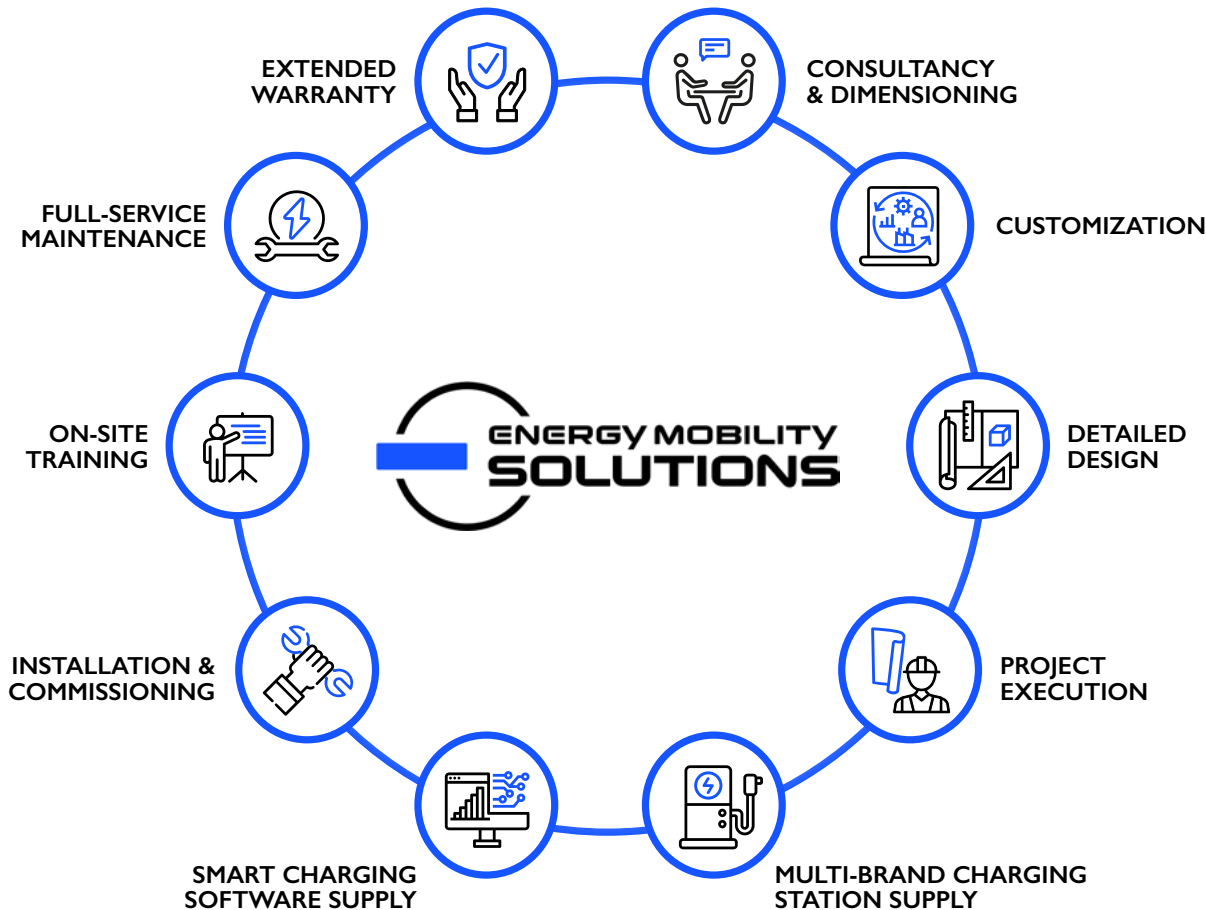 EXTENDED
WARRANTY
CONSULTANCY
& DIMENSIONING
FULL-SERVICE
MAINTENANCE
CUSTOMIZATION
ON-SITE
TRAINING
ENERGY MOBILITY
SOLUTIONS
DETAILED
DESIGN
INSTALLATION &
COMMISSIONING
PROJECT
EXECUTION
SMART CHARGING
SOFTWARE SUPPLY
MULTI-BRAND CHARGING
STATION SUPPLY